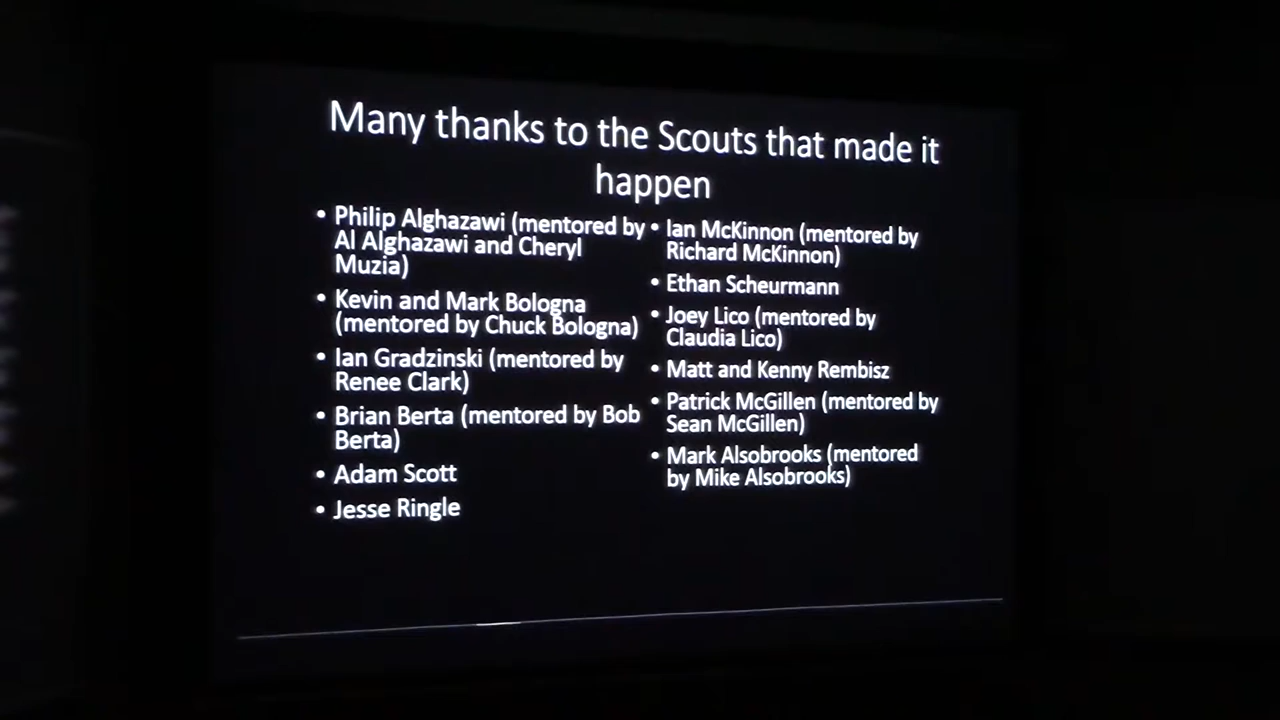 Many thanks to the Scouts that made it
happen
• Philip Alghazawi (mentored by
Al Alghazawi and Cheryl
Muzia)
• Kevin and Mark Bologna
(mentored by Chuck Bologna)
• Ian Gradzinski (mentored by
Renee Clark)
• Brian Berta (mentored by Bob
Berta)
• Adam Scott
• Jesse Ringle
• Ian McKinnon (mentored by
Richard McKinnon)
• Ethan Scheurmann
• Joey Lico (mentored by
Claudia Lico)
• Matt and Kenny Rembisz
• Patrick McGillen (mentored by
Sean McGillen)
• Mark Alsobrooks (mentored
by Mike Alsobrooks)